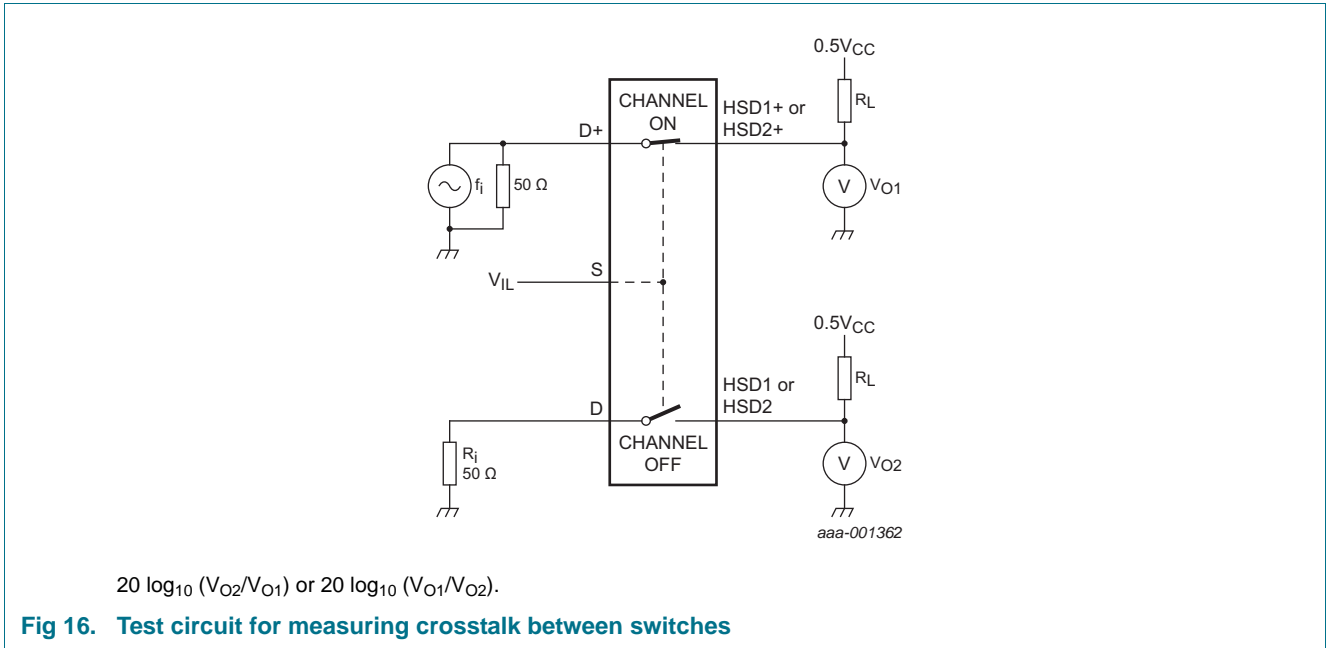 0.5VCC
RL
CHANNEL
ON
HSD1+ or
HSD2+
D+
fi
50 Ω
V
VO1
S
VIL
0.5VCC
RL
HSD1 or
HSD2
D
CHANNEL
OFF
Ri
50 Ω
V
VO2
aaa-001362
20 log10 (VO2/VO1) or 20 log10 (VO1/VO2).
Fig 16. Test circuit for measuring crosstalk between switches